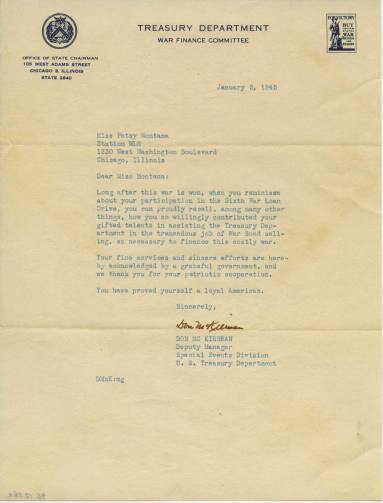 TREASURY DEPARTMENT
WAR FINANCE COMMITTEE
OFFICE OF STATE CHAIRMAN
105 WEST ADAMS STREET
CHICAGO 3, ILLINOIS
STATE 2940
FOR VICTORY
BUY
UNITED
STATES
WAR
BONDS
AND
STAMPS
January 2, 1945
Miss Patsy Montana
Station WLS
1230 West Washington Boulevard
Chicago, Illinois
Dear Miss Montana:
Long after this war is won, when you reminisce
about your participation in the Sixth War Loan
Drive, you can proudly recall, among many other
things, how you so willingly contributed your
gifted talents in assisting the Treasury Dep-
artment in the tremendous job of War Bond sell-
ing, so necessary to finance this costly war.
Your fine services and sincere efforts are here-
by acknowledged by a grateful government, and
we thank you for your patriotic cooperation.
You have proved yourself a loyal American.
Sincerely,
Don McKiernan
DON MC KIERNAN
Deputy Manager
Special Events Division
U. S. Treasury Department
DMcK:mg